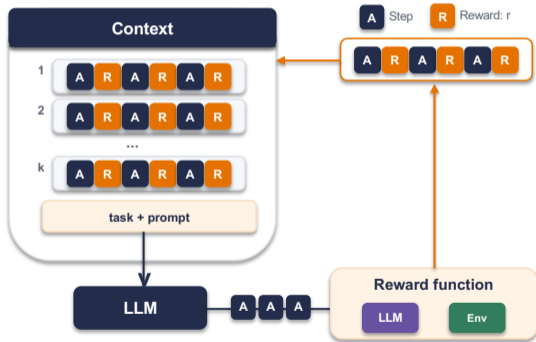 A Step R Reward: r
Context
A R A R A R
1 A R A R A R
2 A R A R A R
...
k A R A R A R
task + prompt
LLM
A A A
Reward function
LLM Env